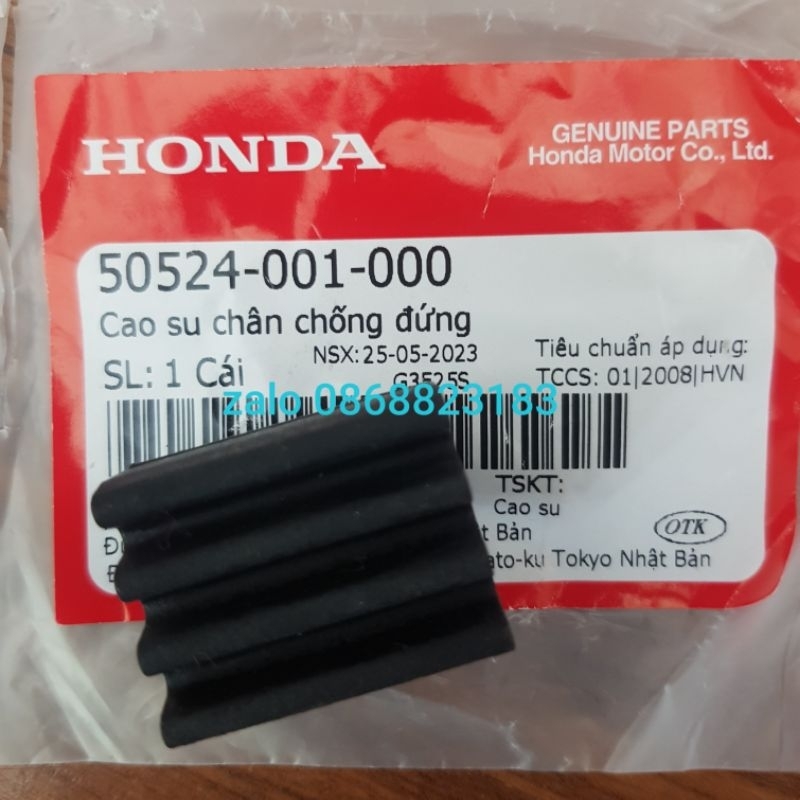 HONDA
GENUINE PARTS
Honda Motor Co., Ltd.
50524-001-000
Cao su chân chống đứng
SL: 1 Cái
NSX: 25-05-2023
G3525S
Tiêu chuẩn áp dụng:
TCCS: 01|2008|HVN
zalo 0868823183
TSKT:
Cao su
Bản
OTK
Tokyo Nhật Bản